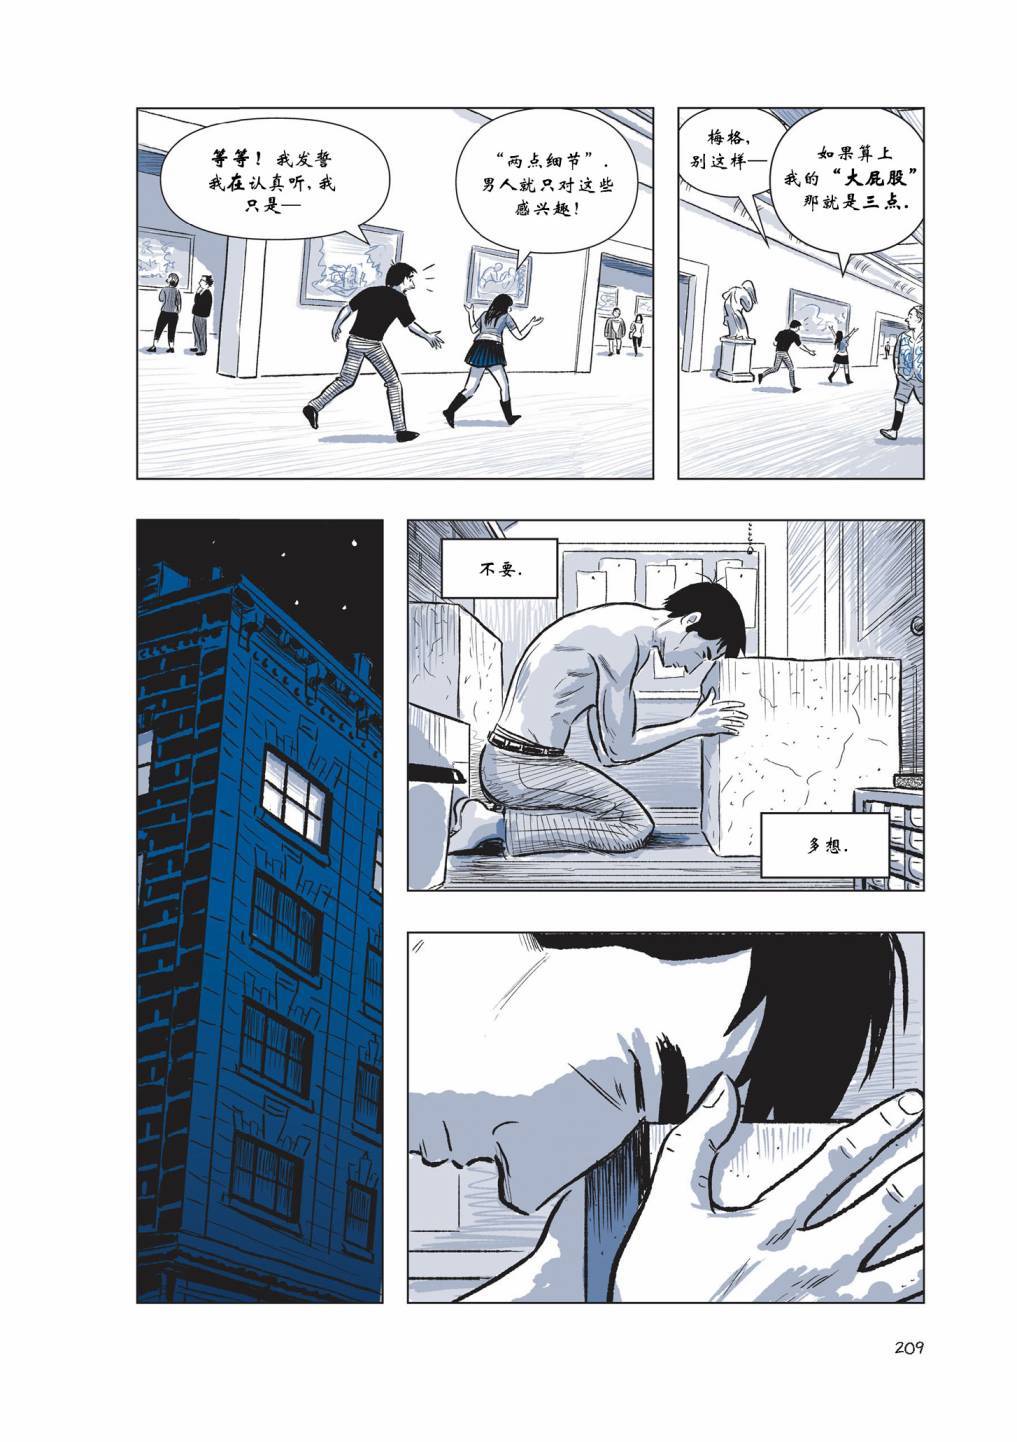 等等！我发誓
我在认真听，我
只是—
“两点细节”.
男人就只对这些
感兴趣！
梅格，
别这样—
如果算上
我的“大屁股”
那就是三点.
不要.
多想.
209